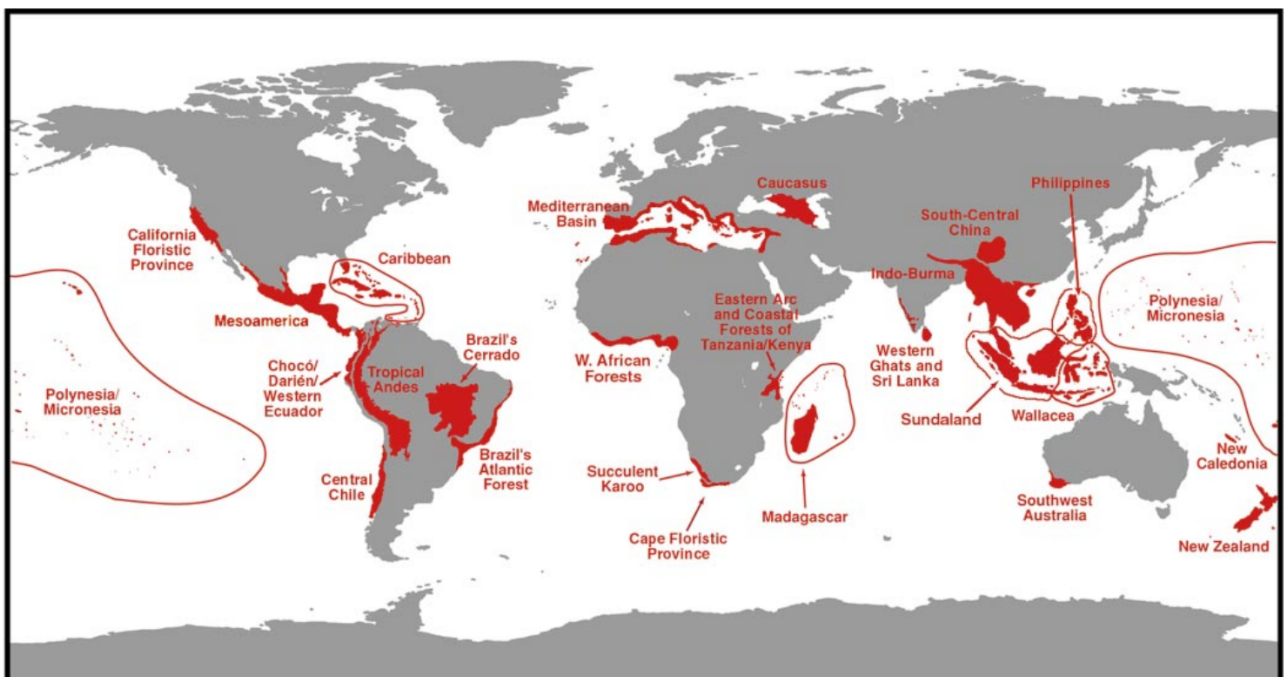 California
Floristic
Province
Polynesia/
Micronesia
Mesoamerica
Caribbean
Chocó/
Darién/
Western
Ecuador
Tropical
Andes
Brazil's
Cerrado
Brazil's
Atlantic
Forest
Central
Chile
Mediterranean
Basin
Caucasus
W. African
Forests
Eastern Arc
and Coastal
Forests of
Tanzania/Kenya
Succulent
Karoo
Cape Floristic
Province
Madagascar
Western
Ghats and
Sri Lanka
South-Central
China
Indo-Burma
Philippines
Sundaland
Wallacea
Polynesia/
Micronesia
Southwest
Australia
New
Caledonia
New Zealand